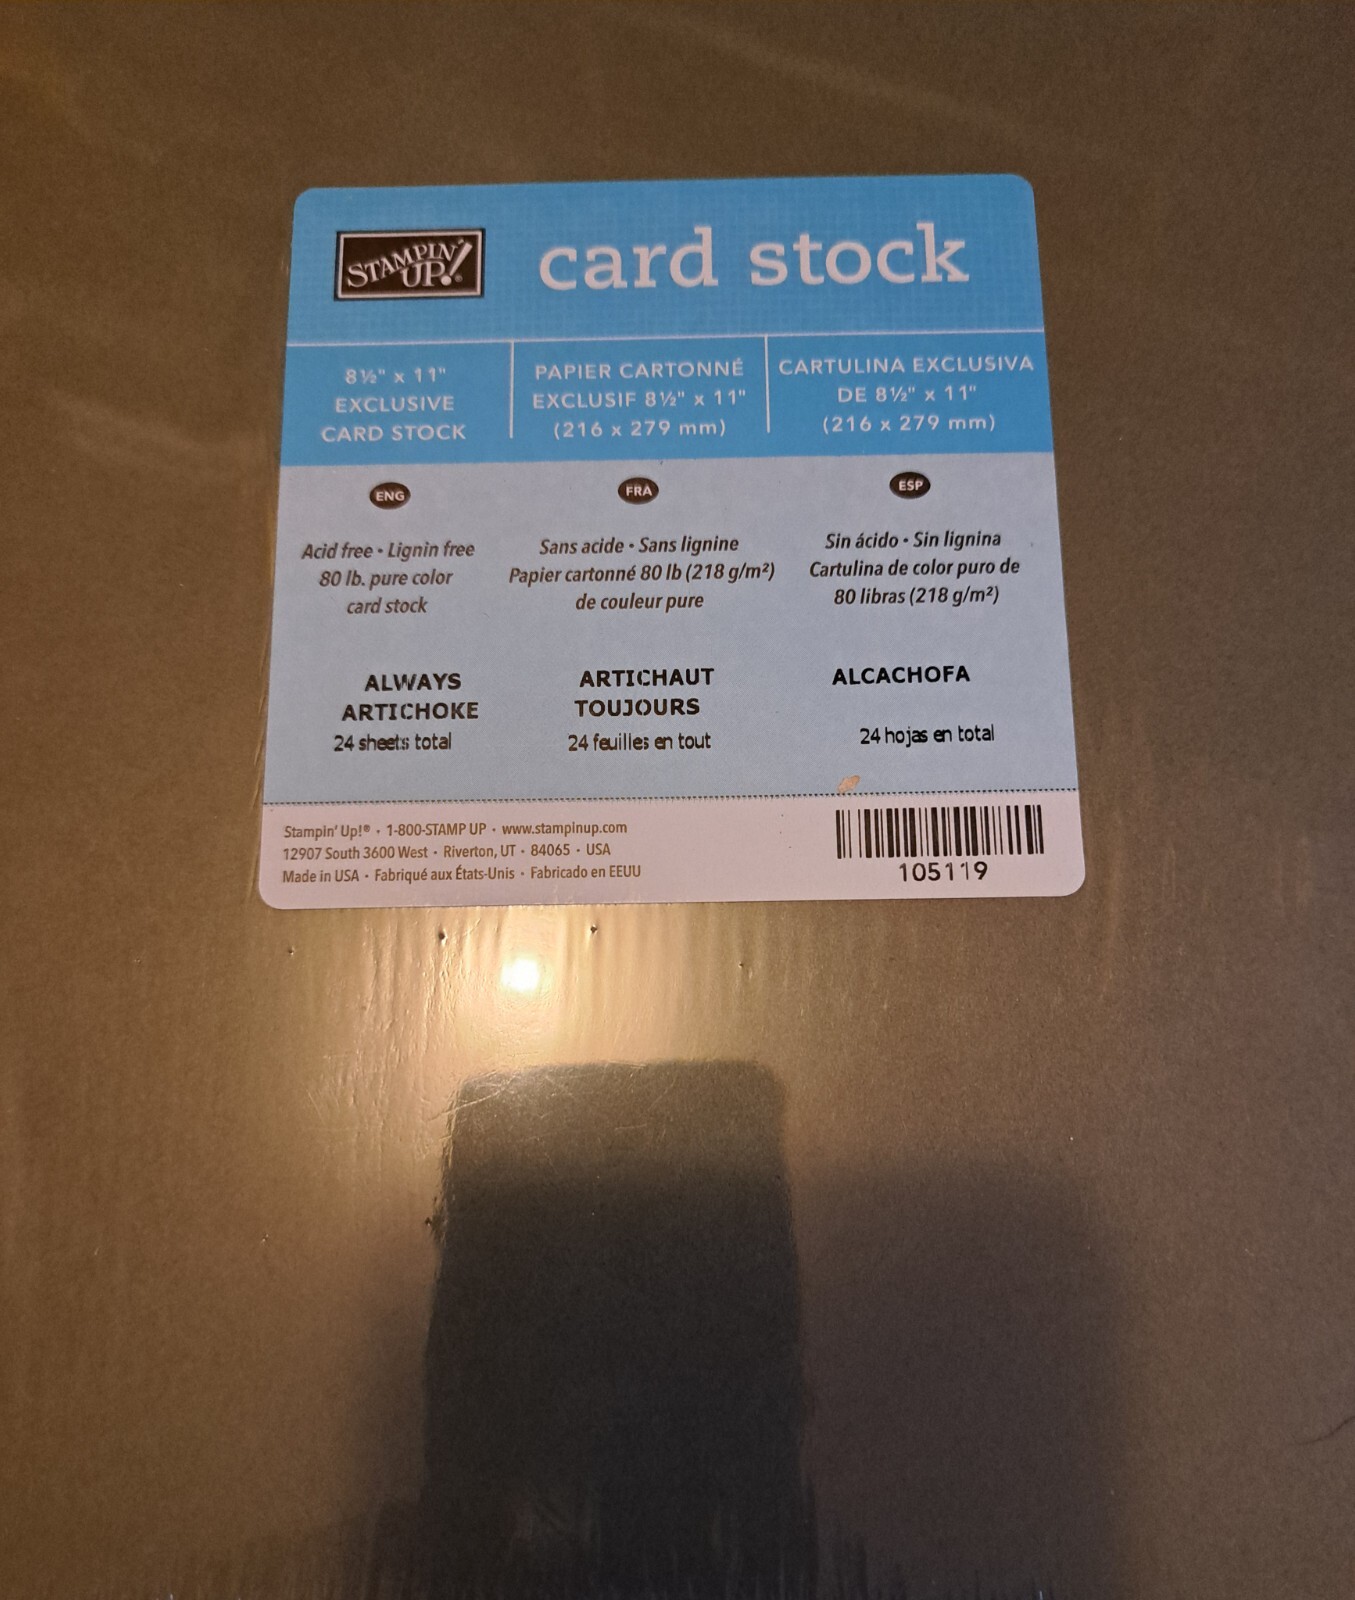 STAMPIN' UP!®
card stock
8½" x 11"
EXCLUSIVE
CARD STOCK
PAPIER CARTONNÉ
EXCLUSIF 8½" x 11"
(216 x 279 mm)
CARTULINA EXCLUSIVA
DE 8½" x 11"
(216 x 279 mm)
ENG
Acid free • Lignin free
80 lb. pure color
card stock
ALWAYS
ARTICHOKE
24 sheets total
FRA
Sans acide • Sans lignine
Papier cartonné 80 lb (218 g/m²)
de couleur pure
ARTICHAUT
TOUJOURS
24 feuilles en tout
ESP
Sin ácido • Sin lignina
Cartulina de color puro de
80 libras (218 g/m²)
ALCACHOFA
24 hojas en total
Stampin' Up!® • 1-800-STAMP UP • www.stampinup.com
12907 South 3600 West • Riverton, UT • 84065 • USA
Made in USA • Fabriqué aux États-Unis • Fabricado en EEUU
105119